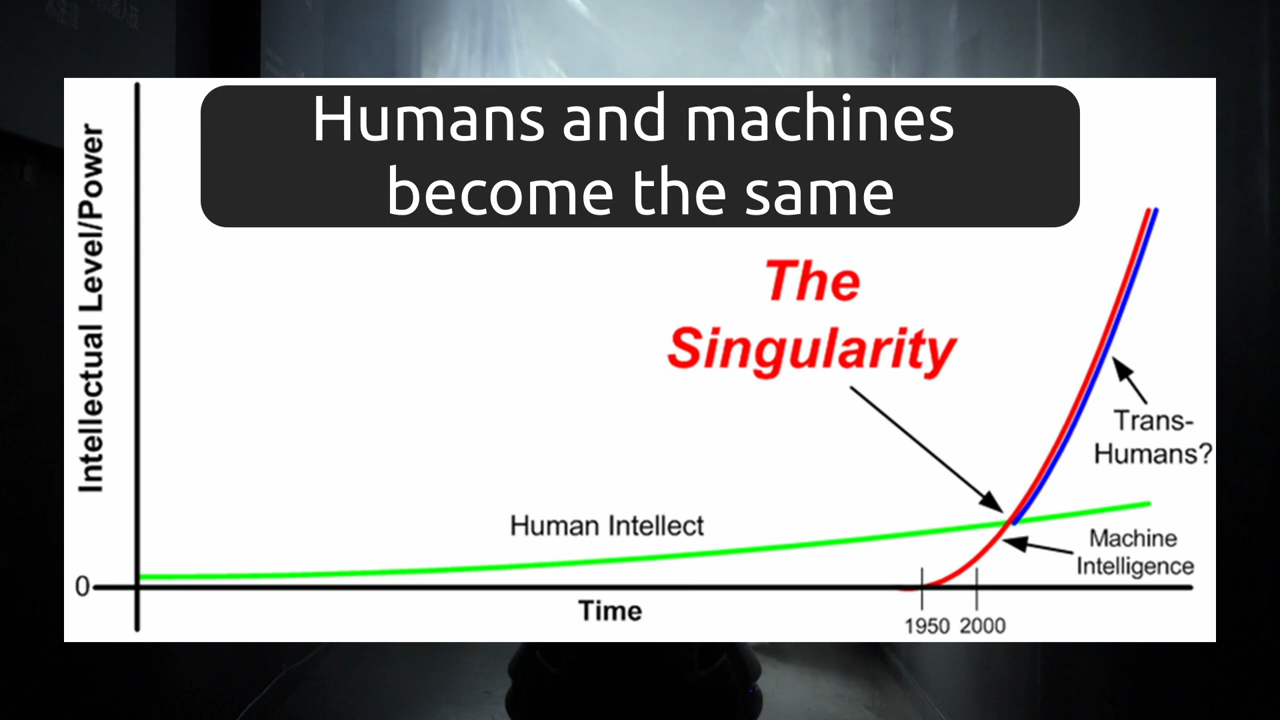 Humans and machines
become the same
Intellectual Level/Power
The
Singularity
Trans-
Humans?
Human Intellect
Machine
Intelligence
0
Time
1950 2000